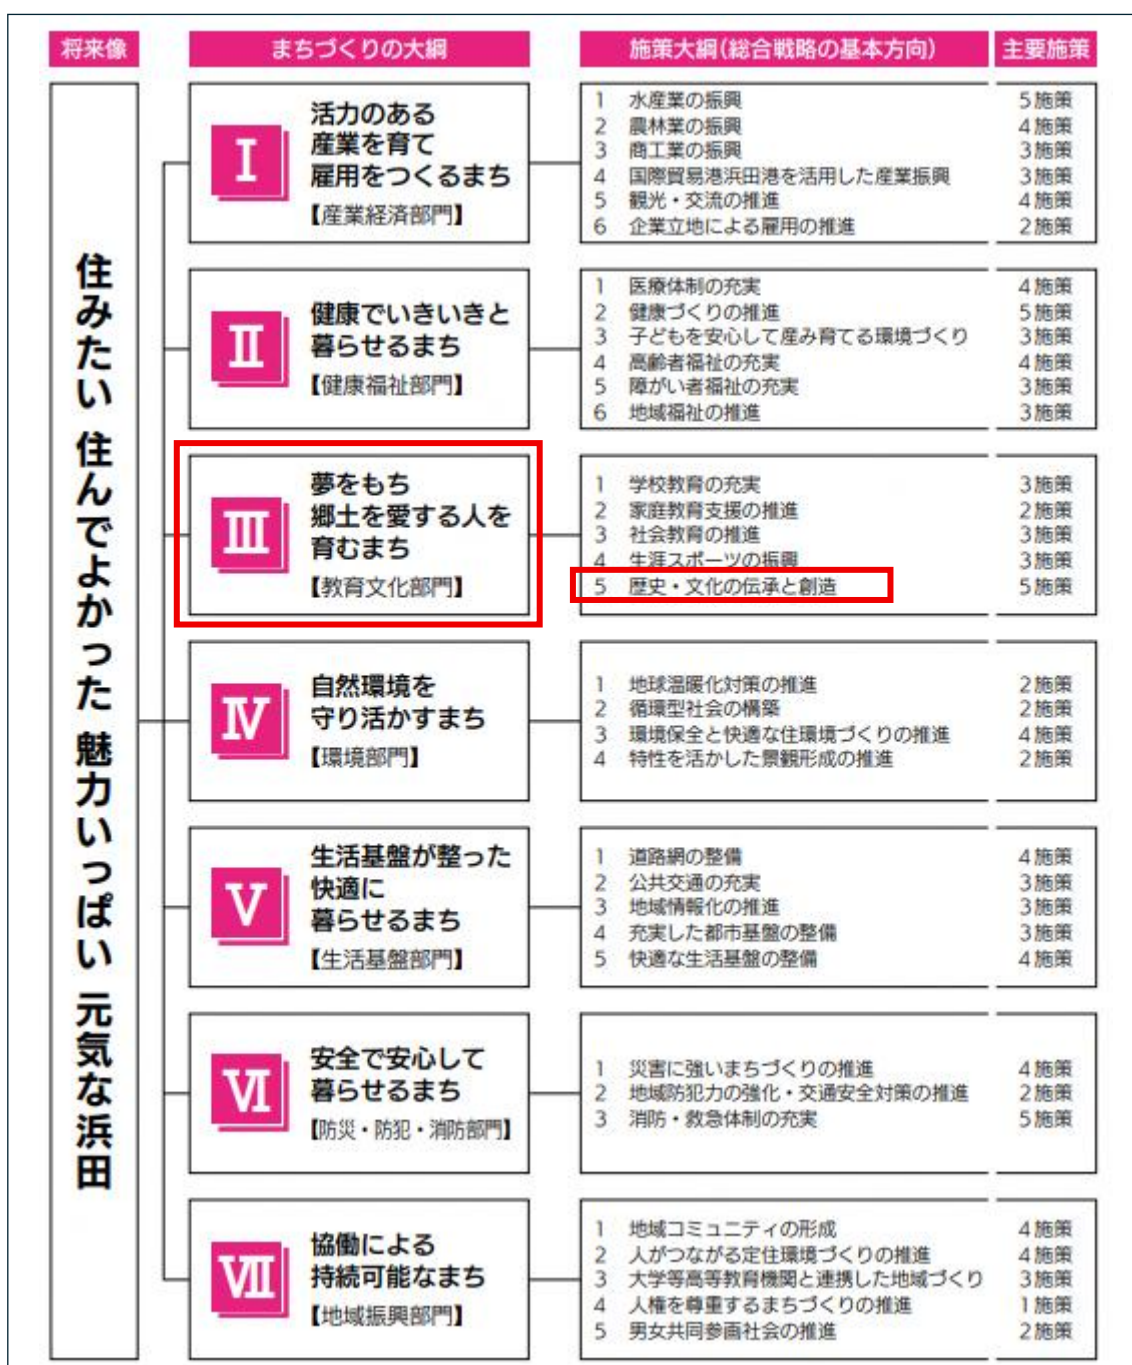 将来像 まちづくりの大綱 施策大綱(総合戦略の基本方向) 主要施策
住みたい 住んでよかった 魅力いっぱい 元気な浜田
Ⅰ
活力のある
産業を育て
雇用をつくるまち
【産業経済部門】
1 水産業の振興 5施策
2 農林業の振興 4施策
3 商工業の振興 3施策
4 国際貿易港浜田港を活用した産業振興 3施策
5 観光・交流の推進 4施策
6 企業立地による雇用の推進 2施策
Ⅱ
健康でいきいきと
暮らせるまち
【健康福祉部門】
1 医療体制の充実 4施策
2 健康づくりの推進 5施策
3 子どもを安心して産み育てる環境づくり 3施策
4 高齢者福祉の充実 4施策
5 障がい者福祉の充実 3施策
6 地域福祉の推進 3施策
Ⅲ
夢をもち
郷土を愛する人を
育むまち
【教育文化部門】
1 学校教育の充実 3施策
2 家庭教育支援の推進 2施策
3 社会教育の推進 3施策
4 生涯スポーツの振興 3施策
5 歴史・文化の伝承と創造 5施策
Ⅳ
自然環境を
守り活かすまち
【環境部門】
1 地球温暖化対策の推進 2施策
2 循環型社会の構築 2施策
3 環境保全と快適な住環境づくりの推進 4施策
4 特性を活かした景観形成の推進 2施策
Ⅴ
生活基盤が整った
快適に
暮らせるまち
【生活基盤部門】
1 道路網の整備 4施策
2 公共交通の充実 3施策
3 地域情報化の推進 3施策
4 充実した都市基盤の整備 3施策
5 快適な生活基盤の整備 4施策
Ⅵ
安全で安心して
暮らせるまち
【防災・防犯・消防部門】
1 災害に強いまちづくりの推進 4施策
2 地域防犯力の強化・交通安全対策の推進 2施策
3 消防・救急体制の充実 5施策
Ⅶ
協働による
持続可能なまち
【地域振興部門】
1 地域コミュニティの形成 4施策
2 人がつながる定住環境づくりの推進 4施策
3 大学等高等教育機関と連携した地域づくり 3施策
4 人権を尊重するまちづくりの推進 1施策
5 男女共同参画社会の推進 2施策